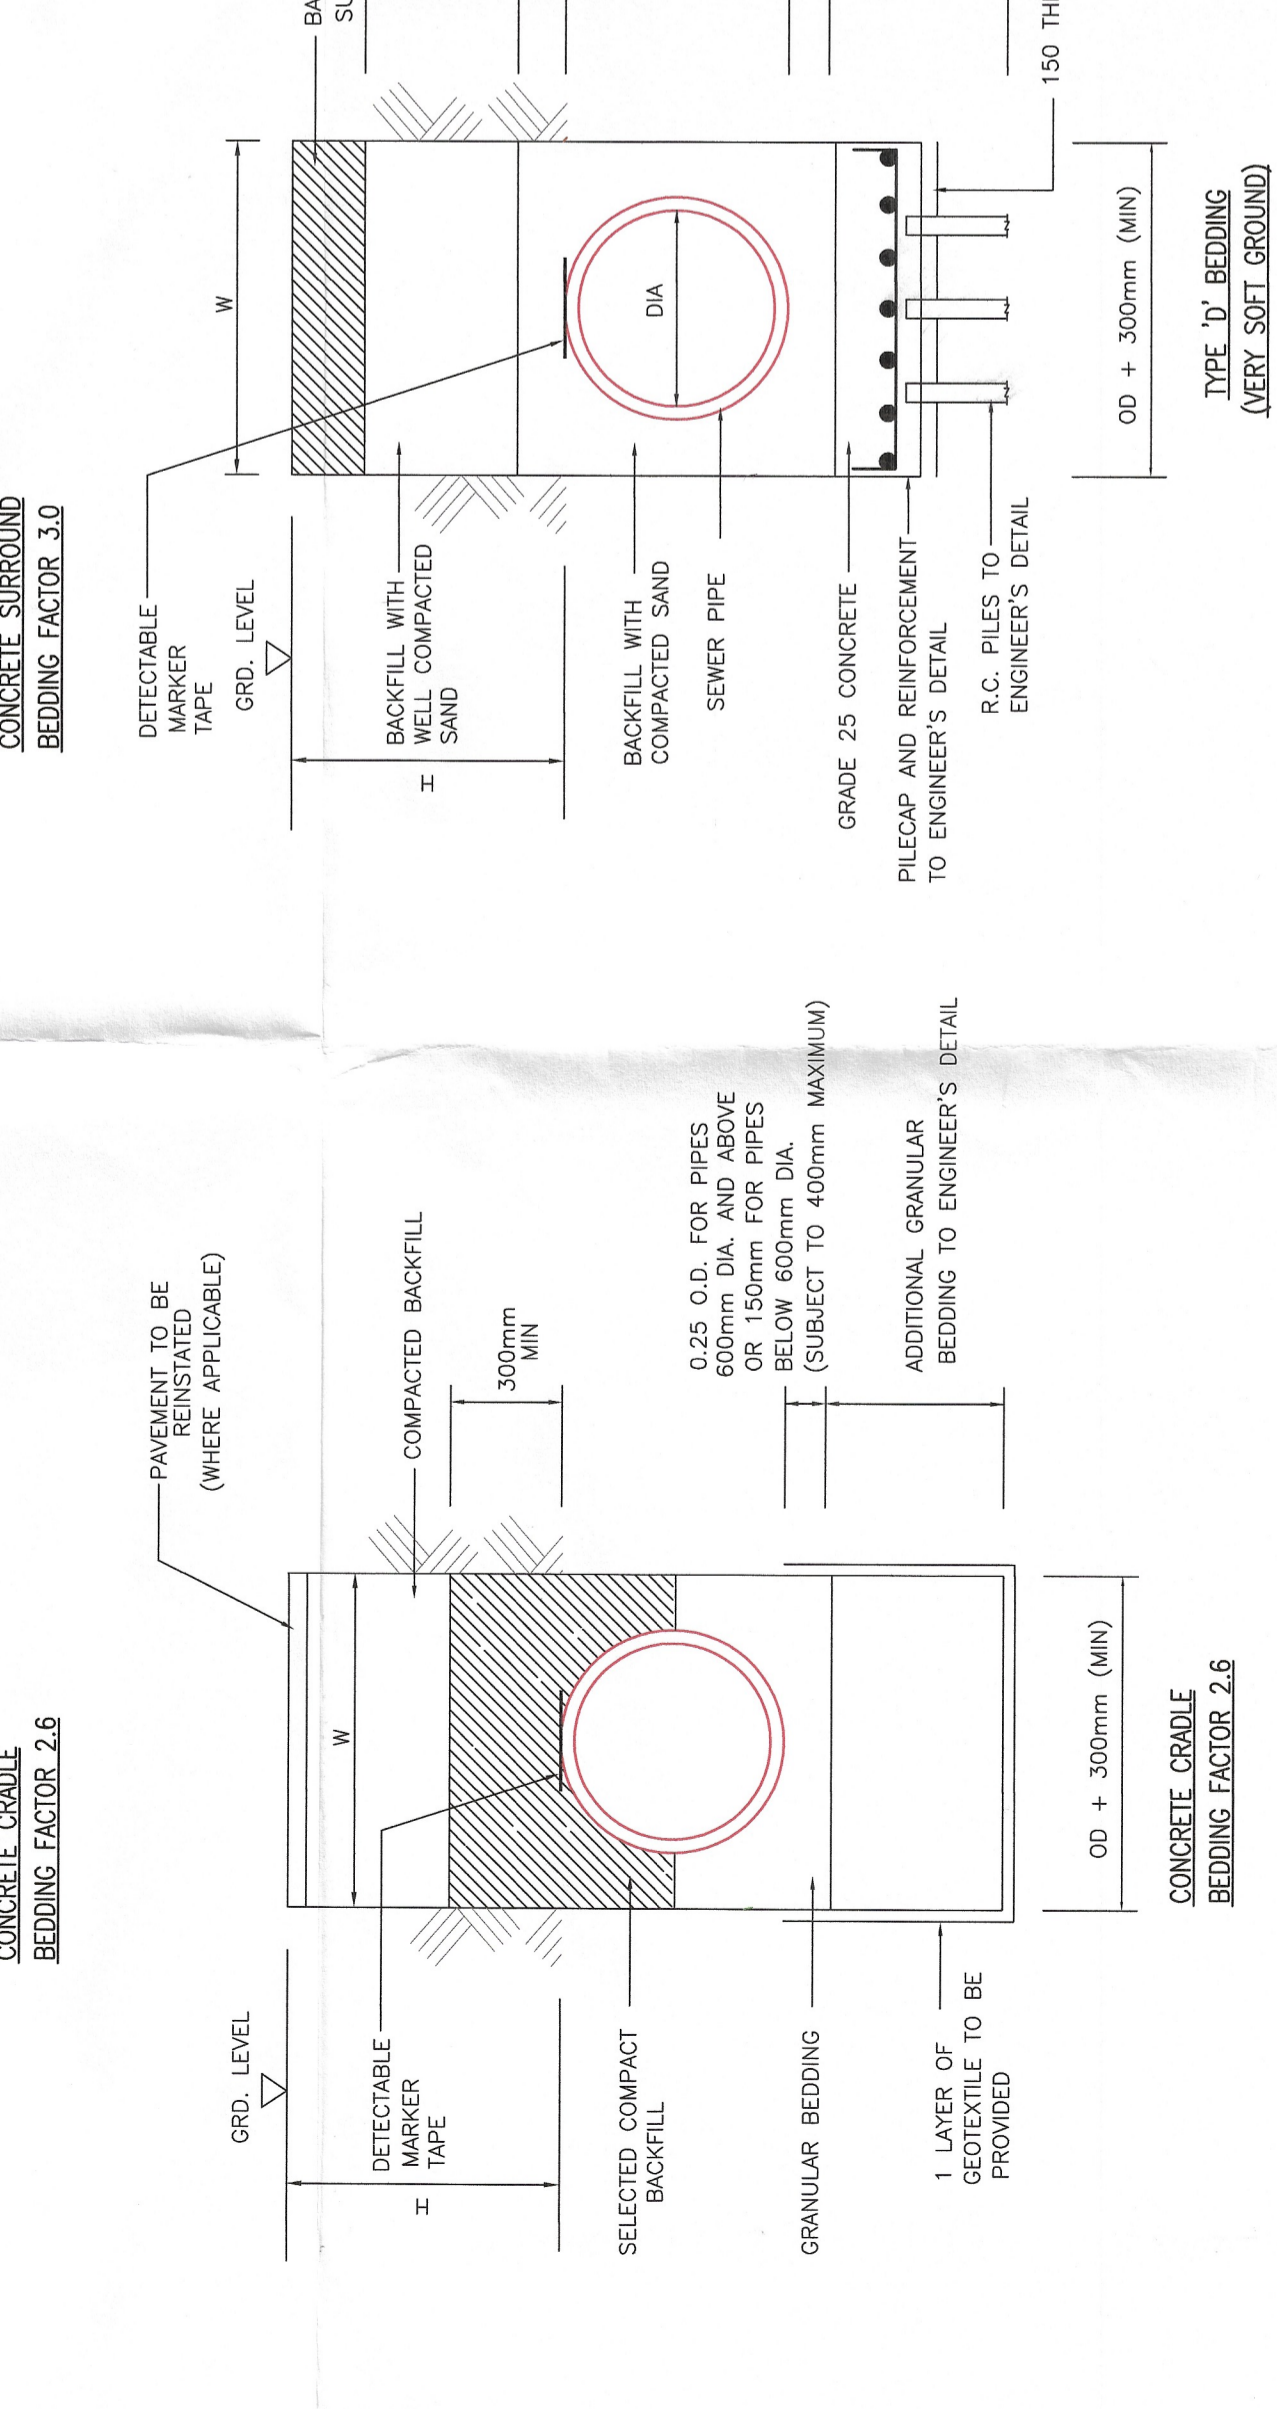 CONCRETE CRADLE
BEDDING FACTOR 2.6
PAVEMENT TO BE
REINSTATED
(WHERE APPLICABLE)
GRD. LEVEL
W
COMPACTED BACKFILL
DETECTABLE
MARKER
TAPE
H
300mm
MIN
SELECTED COMPACT
BACKFILL
0.25 O.D. FOR PIPES
600mm DIA. AND ABOVE
OR 150mm FOR PIPES
BELOW 600mm DIA.
(SUBJECT TO 400mm MAXIMUM)
GRANULAR BEDDING
ADDITIONAL GRANULAR
BEDDING TO ENGINEER'S DETAIL
1 LAYER OF
GEOTEXTILE TO BE
PROVIDED
OD + 300mm (MIN)
CONCRETE CRADLE
BEDDING FACTOR 2.6
CONCRETE SURROUND
BEDDING FACTOR 3.0
DETECTABLE
MARKER
TAPE
W
GRD. LEVEL
BA
SU
BACKFILL WITH
WELL COMPACTED
SAND
H
BACKFILL WITH
COMPACTED SAND
DIA
SEWER PIPE
GRADE 25 CONCRETE
PILECAP AND REINFORCEMENT
TO ENGINEER'S DETAIL
R.C. PILES TO
ENGINEER'S DETAIL
150 TH
OD + 300mm (MIN)
TYPE 'D' BEDDING
(VERY SOFT GROUND)